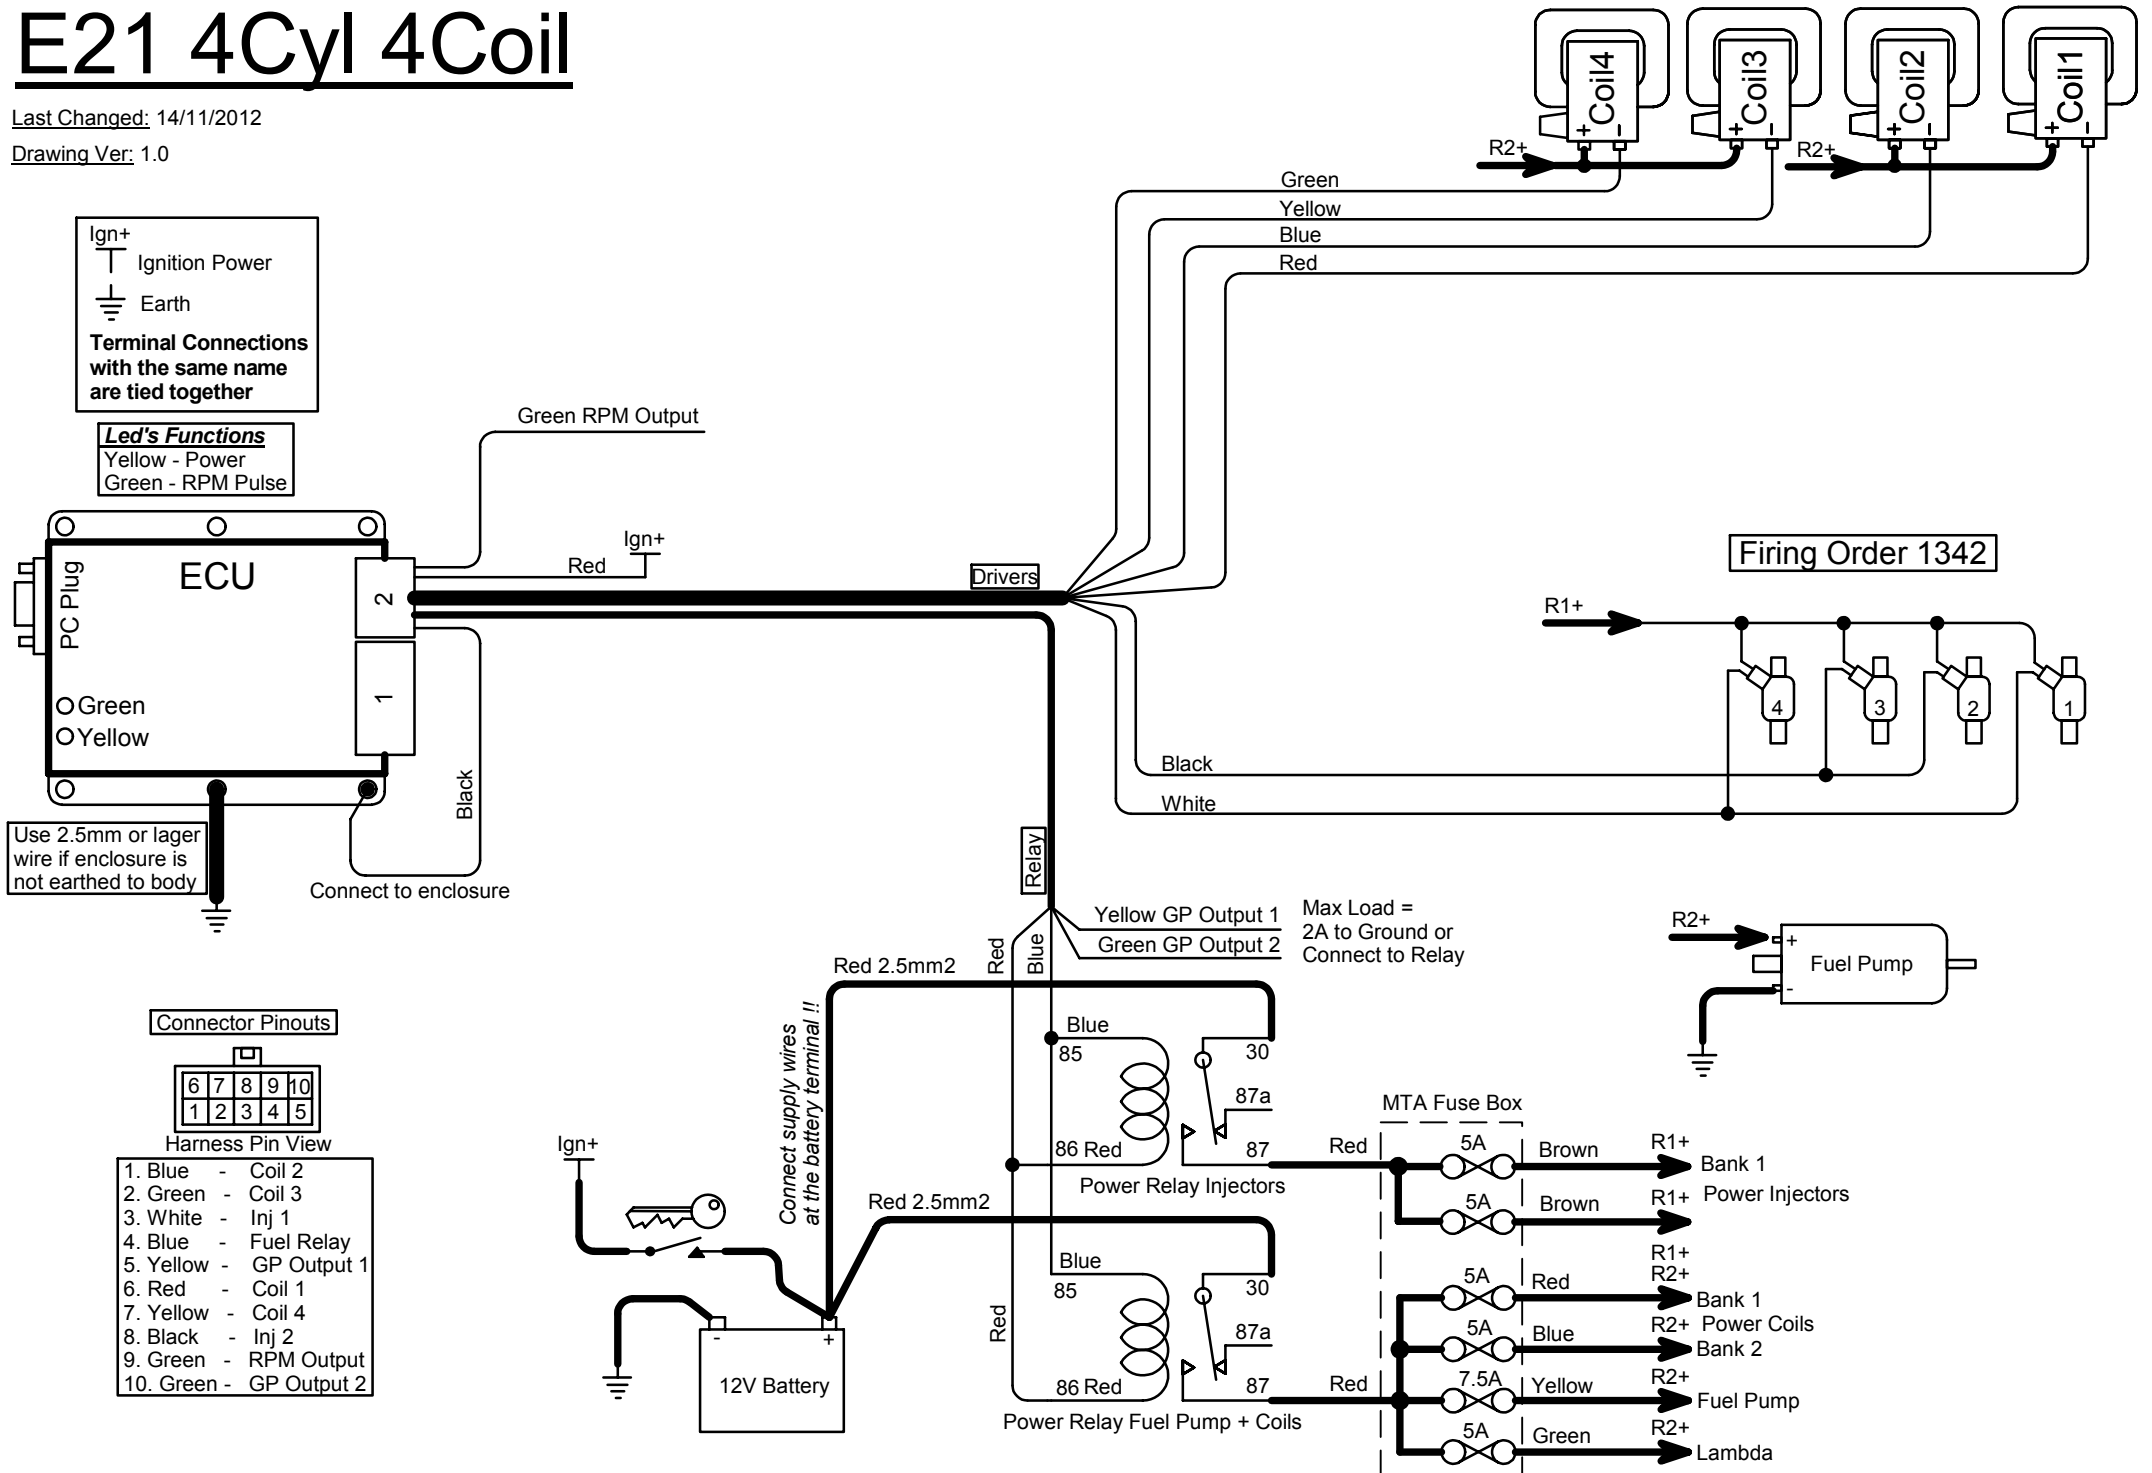 E21 4Cyl 4Coil
Last Changed: 14/11/2012
Drawing Ver: 1.0
Coil4
+ -
Coil3
+ -
Coil2
+ -
Coil1
+ -
R2+
R2+
Green
Yellow
Blue
Red
Ign+
Ignition Power
Earth
Terminal Connections
with the same name
are tied together
Led's Functions
Yellow - Power
Green - RPM Pulse
Green RPM Output
Ign+
Red
Drivers
ECU
PC Plug
2
1
Green
Yellow
Black
Use 2.5mm or lager
wire if enclosure is
not earthed to body
Connect to enclosure
Firing Order 1342
R1+
4
3
2
1
Black
White
Relay
Yellow GP Output 1
Green GP Output 2
Max Load =
2A to Ground or
Connect to Relay
R2+
+
-
Fuel Pump
Red
Blue
Red 2.5mm2
Connect supply wires
at the battery terminal !!
Blue
85
30
87a
86 Red
87
Power Relay Injectors
Red
Red 2.5mm2
Blue
85
30
87a
Red
86 Red
87
Power Relay Fuel Pump + Coils
Red
MTA Fuse Box
5A
Brown
R1+
Bank 1
5A
Brown
R1+
Power Injectors
R1+
R2+
5A
Red
Bank 1
Power Coils
5A
Blue
R2+
Bank 2
7.5A
Yellow
R2+
Fuel Pump
5A
Green
R2+
Lambda
Ign+
-
+
12V Battery
Connector Pinouts
6 7 8 9 10
1 2 3 4 5
Harness Pin View
1. Blue - Coil 2
2. Green - Coil 3
3. White - Inj 1
4. Blue - Fuel Relay
5. Yellow - GP Output 1
6. Red - Coil 1
7. Yellow - Coil 4
8. Black - Inj 2
9. Green - RPM Output
10. Green - GP Output 2